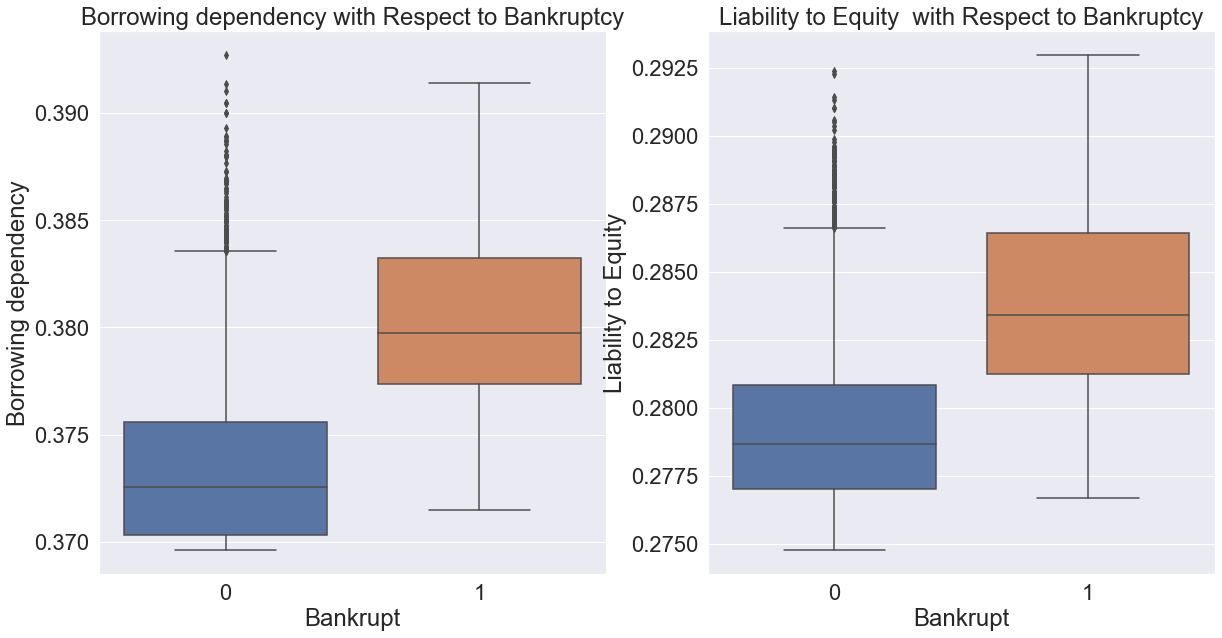 Borrowing dependency with Respect to Bankruptcy
Borrowing dependency
0.390
0.385
0.380
0.375
0.370
0
1
Bankrupt
Liability to Equity  with Respect to Bankruptcy
Liability to Equity
0.2925
0.2900
0.2875
0.2850
0.2825
0.2800
0.2775
0.2750
0
1
Bankrupt